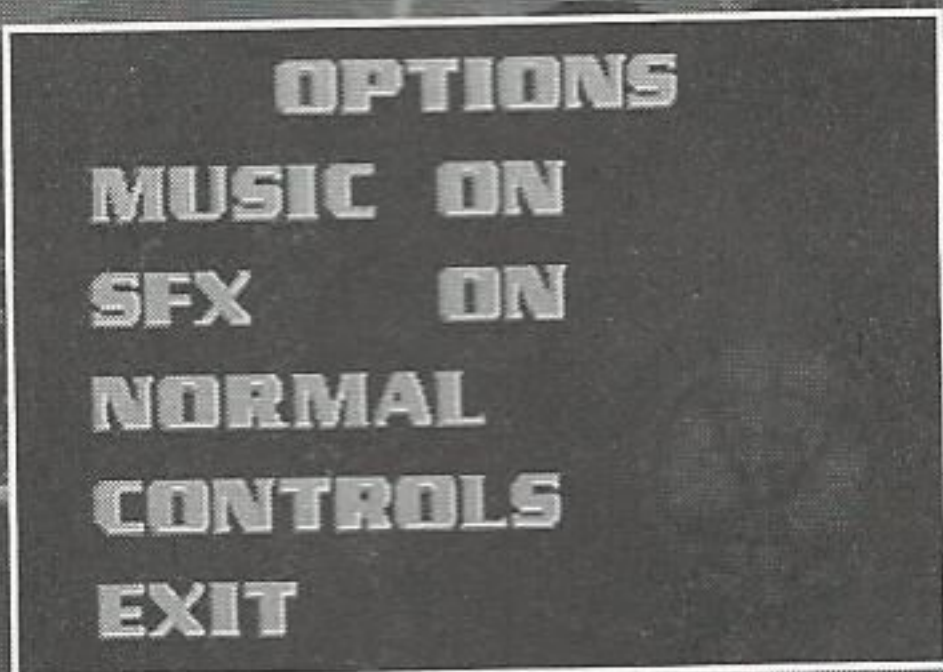 OPTIONS
MUSIC ON
SFX ON
NORMAL
CONTROLS
EXIT